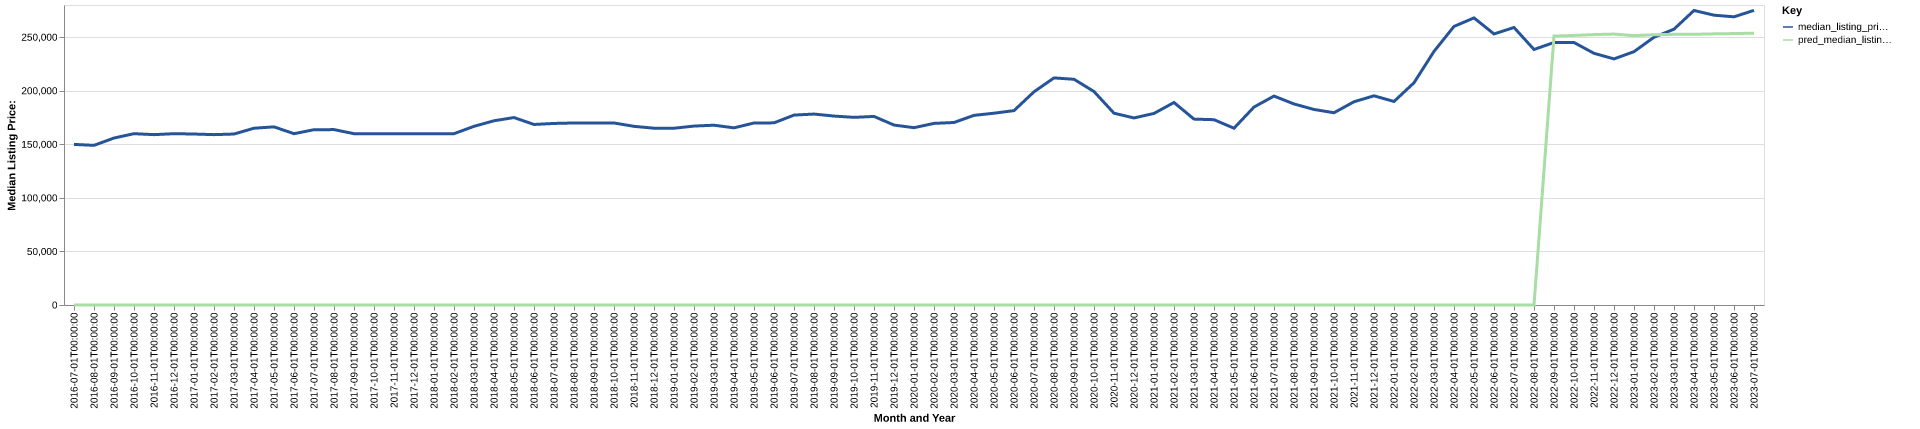 Key
median_listing_pri…
pred_median_listin…
Median Listing Price:
250,000
200,000
150,000
100,000
50,000
0
2016-07-01T00:00:00
2016-08-01T00:00:00
2016-09-01T00:00:00
2016-10-01T00:00:00
2016-11-01T00:00:00
2016-12-01T00:00:00
2017-01-01T00:00:00
2017-02-01T00:00:00
2017-03-01T00:00:00
2017-04-01T00:00:00
2017-05-01T00:00:00
2017-06-01T00:00:00
2017-07-01T00:00:00
2017-08-01T00:00:00
2017-09-01T00:00:00
2017-10-01T00:00:00
2017-11-01T00:00:00
2017-12-01T00:00:00
2018-01-01T00:00:00
2018-02-01T00:00:00
2018-03-01T00:00:00
2018-04-01T00:00:00
2018-05-01T00:00:00
2018-06-01T00:00:00
2018-07-01T00:00:00
2018-08-01T00:00:00
2018-09-01T00:00:00
2018-10-01T00:00:00
2018-11-01T00:00:00
2018-12-01T00:00:00
2019-01-01T00:00:00
2019-02-01T00:00:00
2019-03-01T00:00:00
2019-04-01T00:00:00
2019-05-01T00:00:00
2019-06-01T00:00:00
2019-07-01T00:00:00
2019-08-01T00:00:00
2019-09-01T00:00:00
2019-10-01T00:00:00
2019-11-01T00:00:00
2019-12-01T00:00:00
2020-01-01T00:00:00
2020-02-01T00:00:00
2020-03-01T00:00:00
2020-04-01T00:00:00
2020-05-01T00:00:00
2020-06-01T00:00:00
2020-07-01T00:00:00
2020-08-01T00:00:00
2020-09-01T00:00:00
2020-10-01T00:00:00
2020-11-01T00:00:00
2020-12-01T00:00:00
2021-01-01T00:00:00
2021-02-01T00:00:00
2021-03-01T00:00:00
2021-04-01T00:00:00
2021-05-01T00:00:00
2021-06-01T00:00:00
2021-07-01T00:00:00
2021-08-01T00:00:00
2021-09-01T00:00:00
2021-10-01T00:00:00
2021-11-01T00:00:00
2021-12-01T00:00:00
2022-01-01T00:00:00
2022-02-01T00:00:00
2022-03-01T00:00:00
2022-04-01T00:00:00
2022-05-01T00:00:00
2022-06-01T00:00:00
2022-07-01T00:00:00
2022-08-01T00:00:00
2022-09-01T00:00:00
2022-10-01T00:00:00
2022-11-01T00:00:00
2022-12-01T00:00:00
2023-01-01T00:00:00
2023-02-01T00:00:00
2023-03-01T00:00:00
2023-04-01T00:00:00
2023-05-01T00:00:00
2023-06-01T00:00:00
2023-07-01T00:00:00
Month and Year